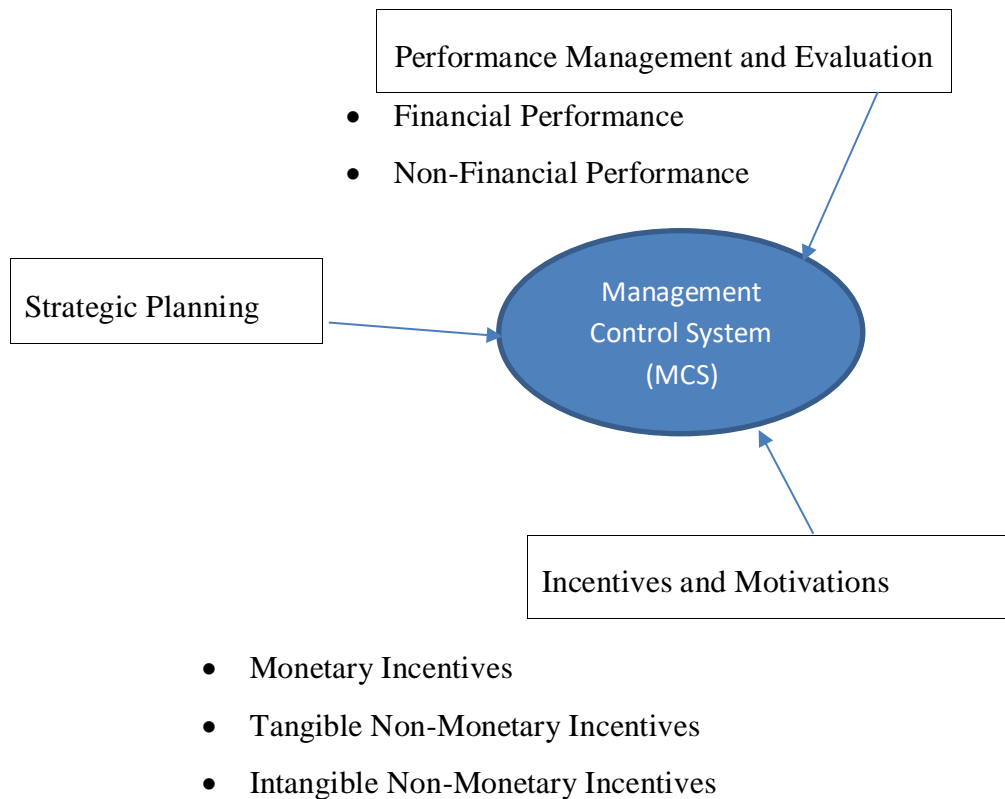 Performance Management and Evaluation
• Financial Performance
• Non-Financial Performance
Strategic Planning
Management
Control System
(MCS)
Incentives and Motivations
• Monetary Incentives
• Tangible Non-Monetary Incentives
• Intangible Non-Monetary Incentives